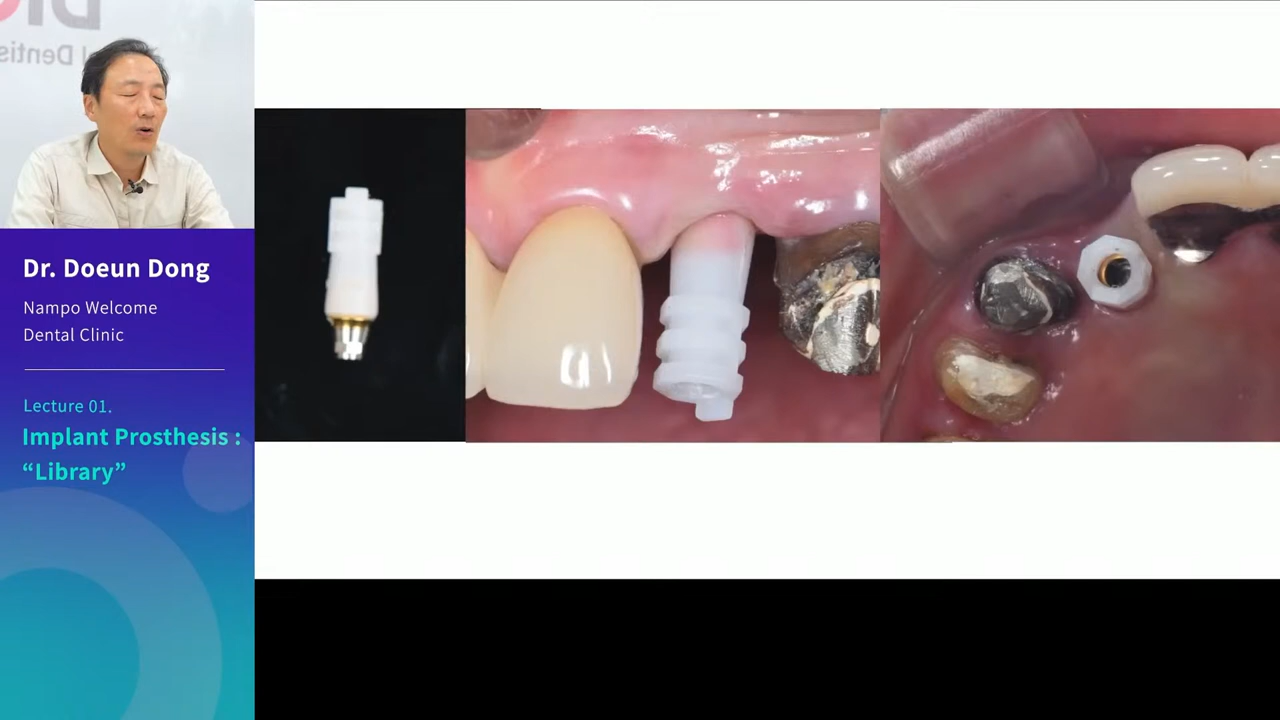 Dr. Doeun Dong
Nampo Welcome
Dental Clinic
Lecture 01.
Implant Prosthesis :
“Library”